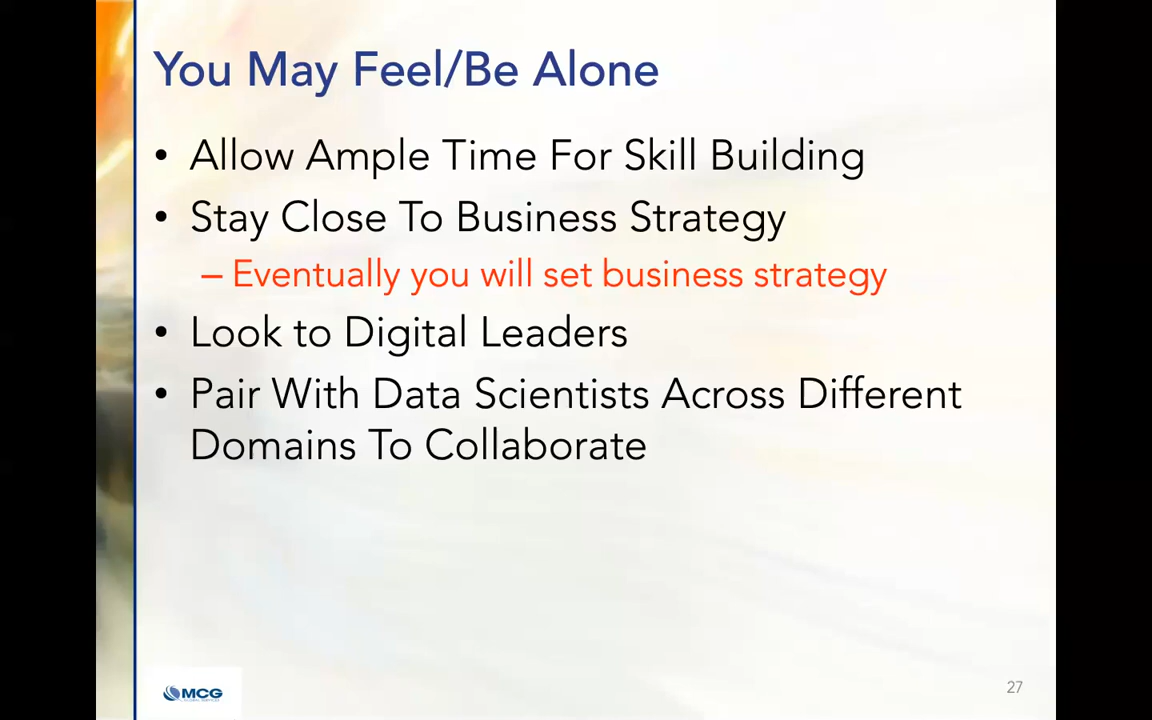 You May Feel/Be Alone
• Allow Ample Time For Skill Building
• Stay Close To Business Strategy
– Eventually you will set business strategy
• Look to Digital Leaders
• Pair With Data Scientists Across Different
Domains To Collaborate
MCG
27